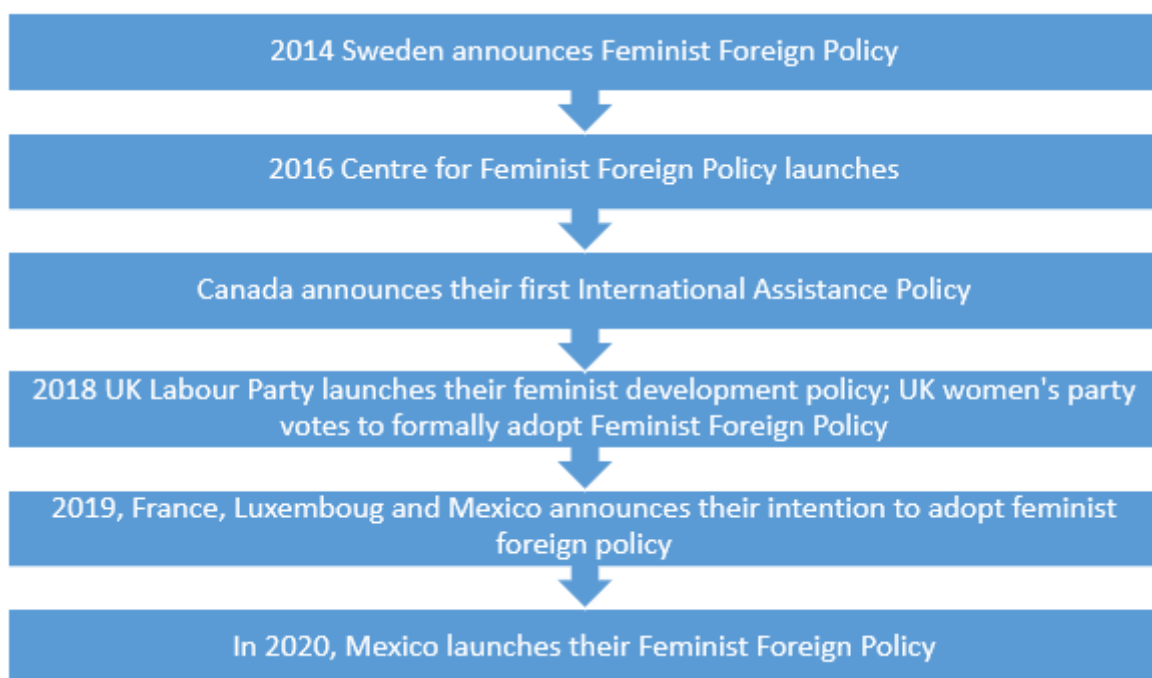 2014 Sweden announces Feminist Foreign Policy
2016 Centre for Feminist Foreign Policy launches
Canada announces their first International Assistance Policy
2018 UK Labour Party launches their feminist development policy; UK women's party
votes to formally adopt Feminist Foreign Policy
2019, France, Luxemboug and Mexico announces their intention to adopt feminist
foreign policy
In 2020, Mexico launches their Feminist Foreign Policy